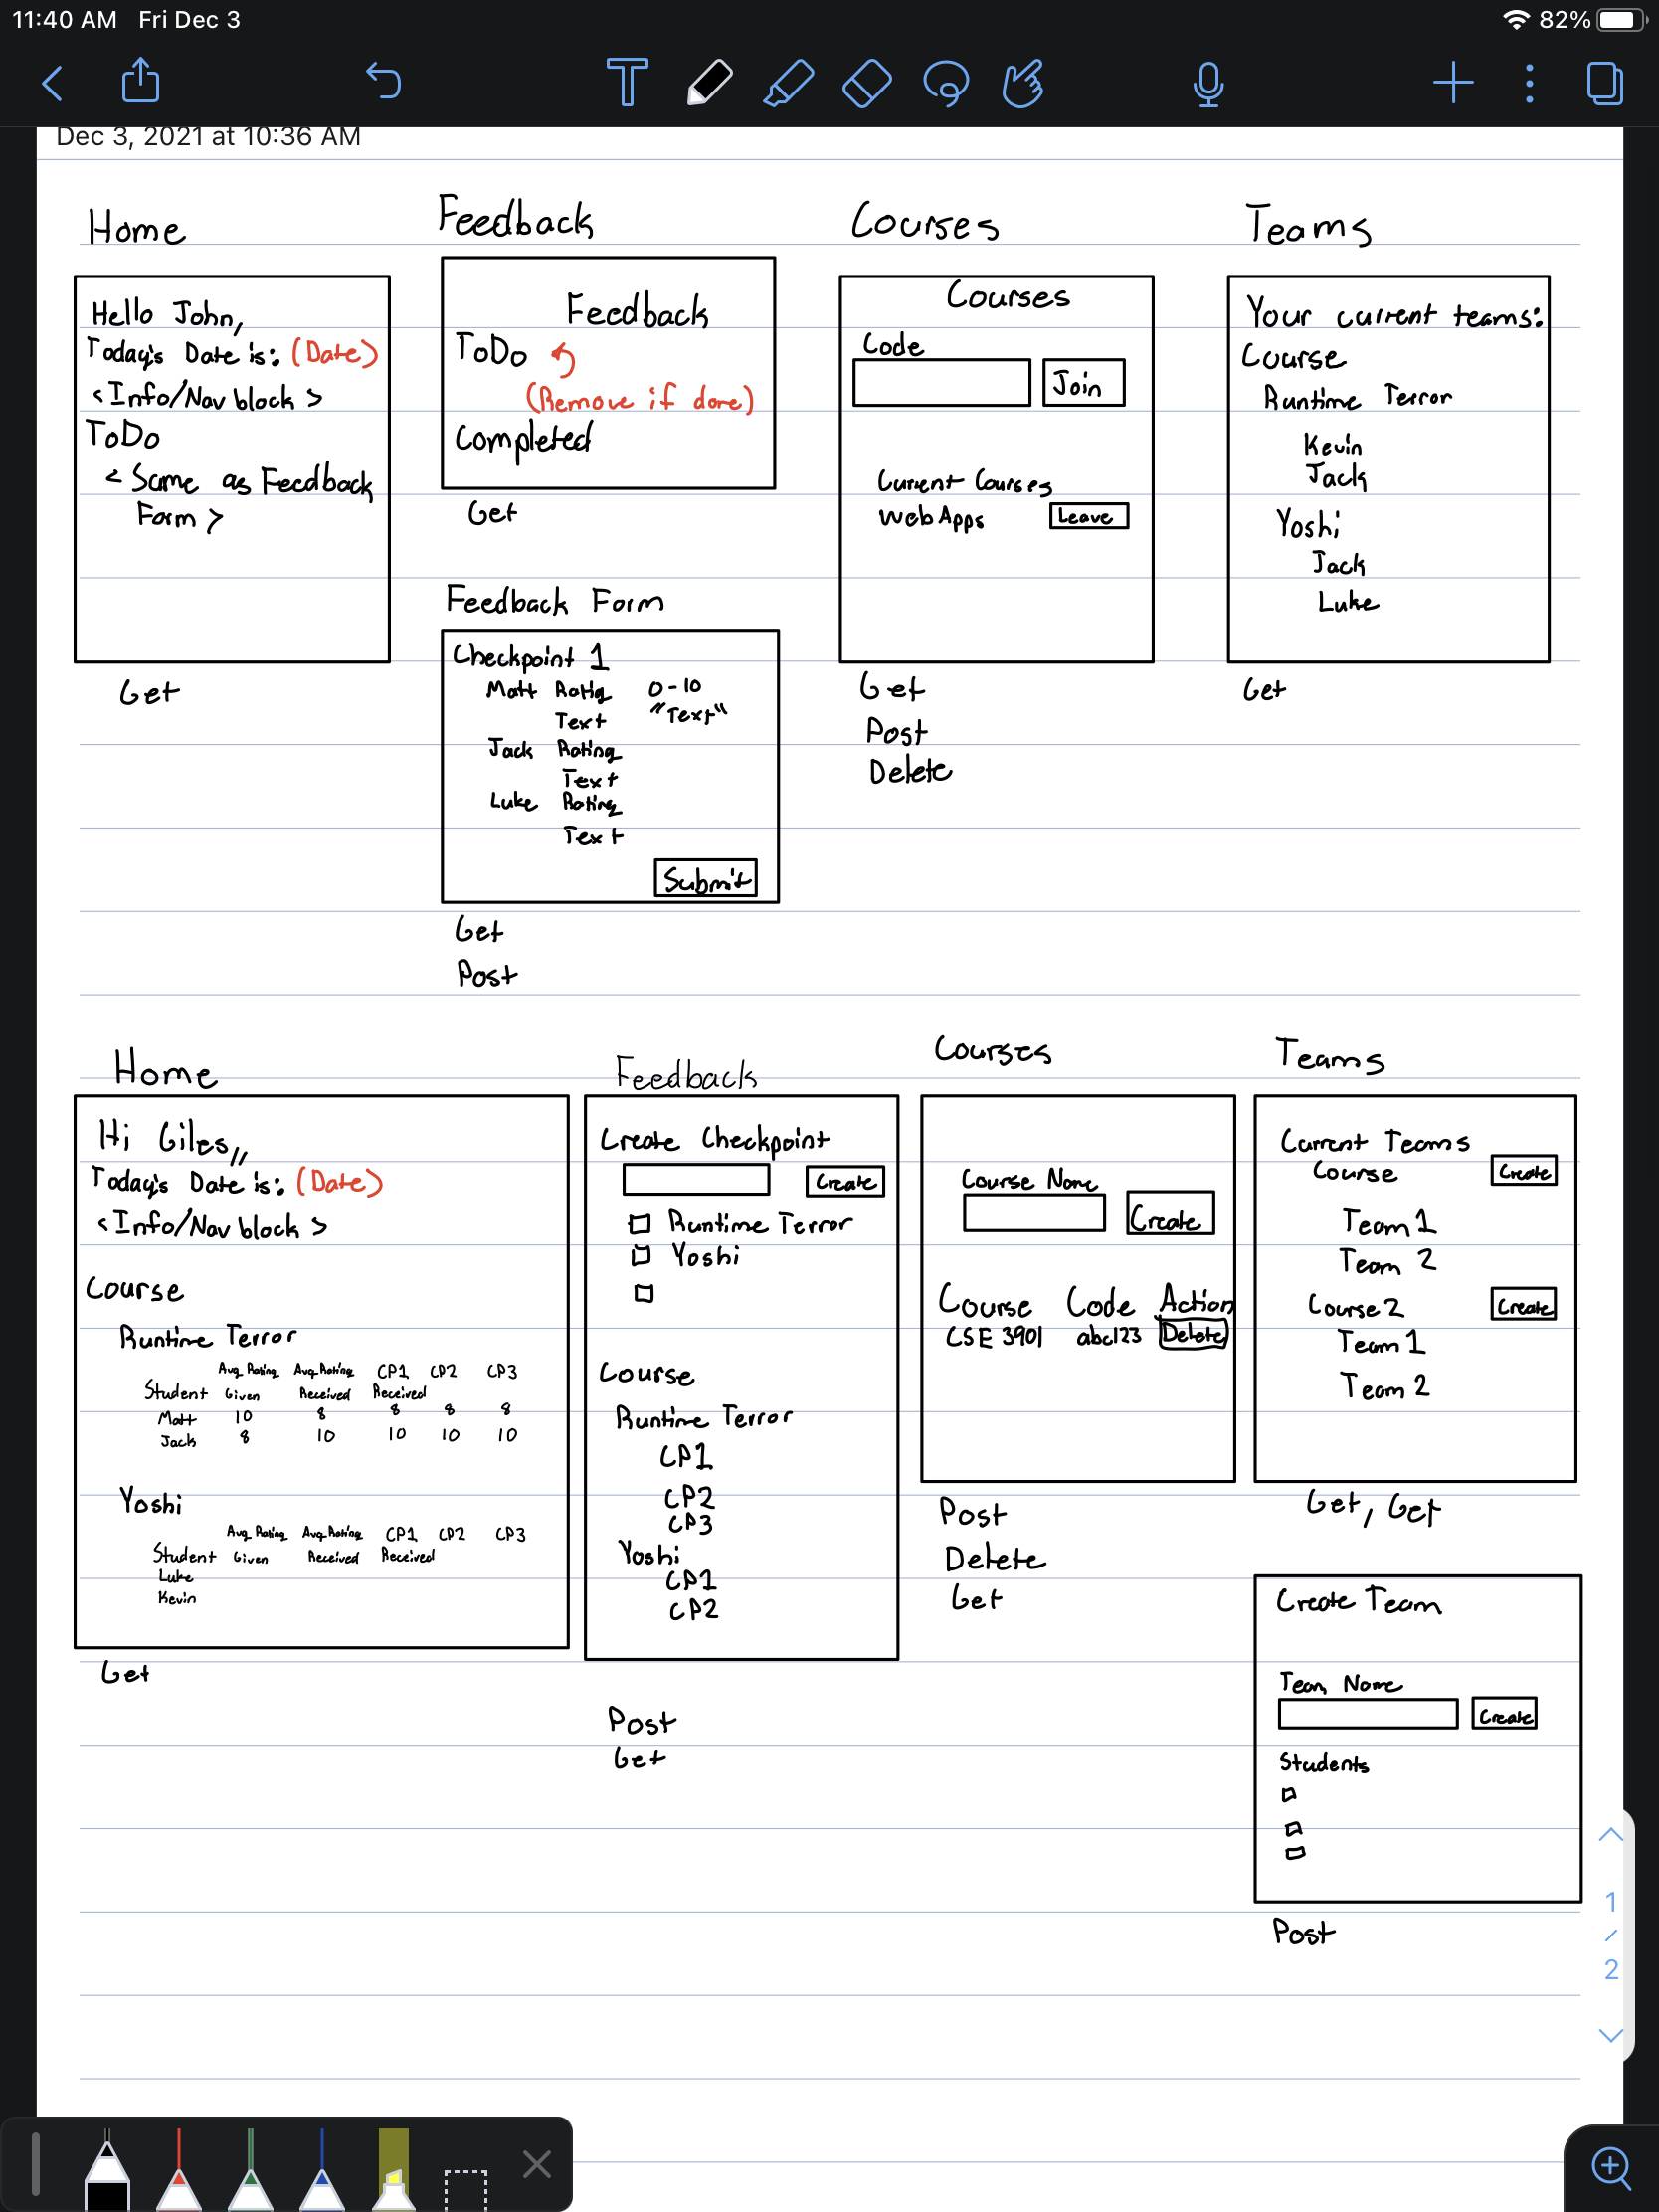 11:40 AM Fri Dec 3
82%
Dec 3, 2021 at 10:36 AM
Home
Hello John,
Today's Date is: (Date)
<Info/Nav block >
ToDo
< Same as Feedback
Form >
Get
Feedback
Feedback
ToDo
(Remove if done)
Completed
Get
Feedback Form
Checkpoint 1
Matt Ratig 0-10
Text "Text"
Jack Rating
Text
Luke Rating
Text
Submit
Get
Post
Courses
Courses
Code
Join
Current Courses
Web Apps Leave
Get
Post
Delete
Teams
Your current teams:
Course
Runtime Terror
Kevin
Jack
Yoshi
Jack
Luke
Get
Home
Hi Giles,,
Today's Date is: (Date)
<Info/Nav block >
Course
Runtime Terror
Avg Rating Avg Rating CP1 CP2 CP3
Student Given Received Received
Matt 10 8 8 8 8
Jack 8 10 10 10 10
Yoshi
Avg Rating Avg Rating CP1 CP2 CP3
Student Given Received Received
Luke
Kevin
Get
Feedback
Create Checkpoint
Create
Runtime Terror
Yoshi
Course
Runtime Terror
CP1
CP2
CP3
Yoshi
CP1
CP2
Post
Get
Courses
Course Name
Create
Course Code Action
CSE 3901 abc123 Delete
Post
Delete
Get
Teams
Current Teams
Course Create
Team 1
Team 2
Course 2 Create
Team 1
Team 2
Get, Get
Create Team
Team Name
Create
Students
Post
1
/
2